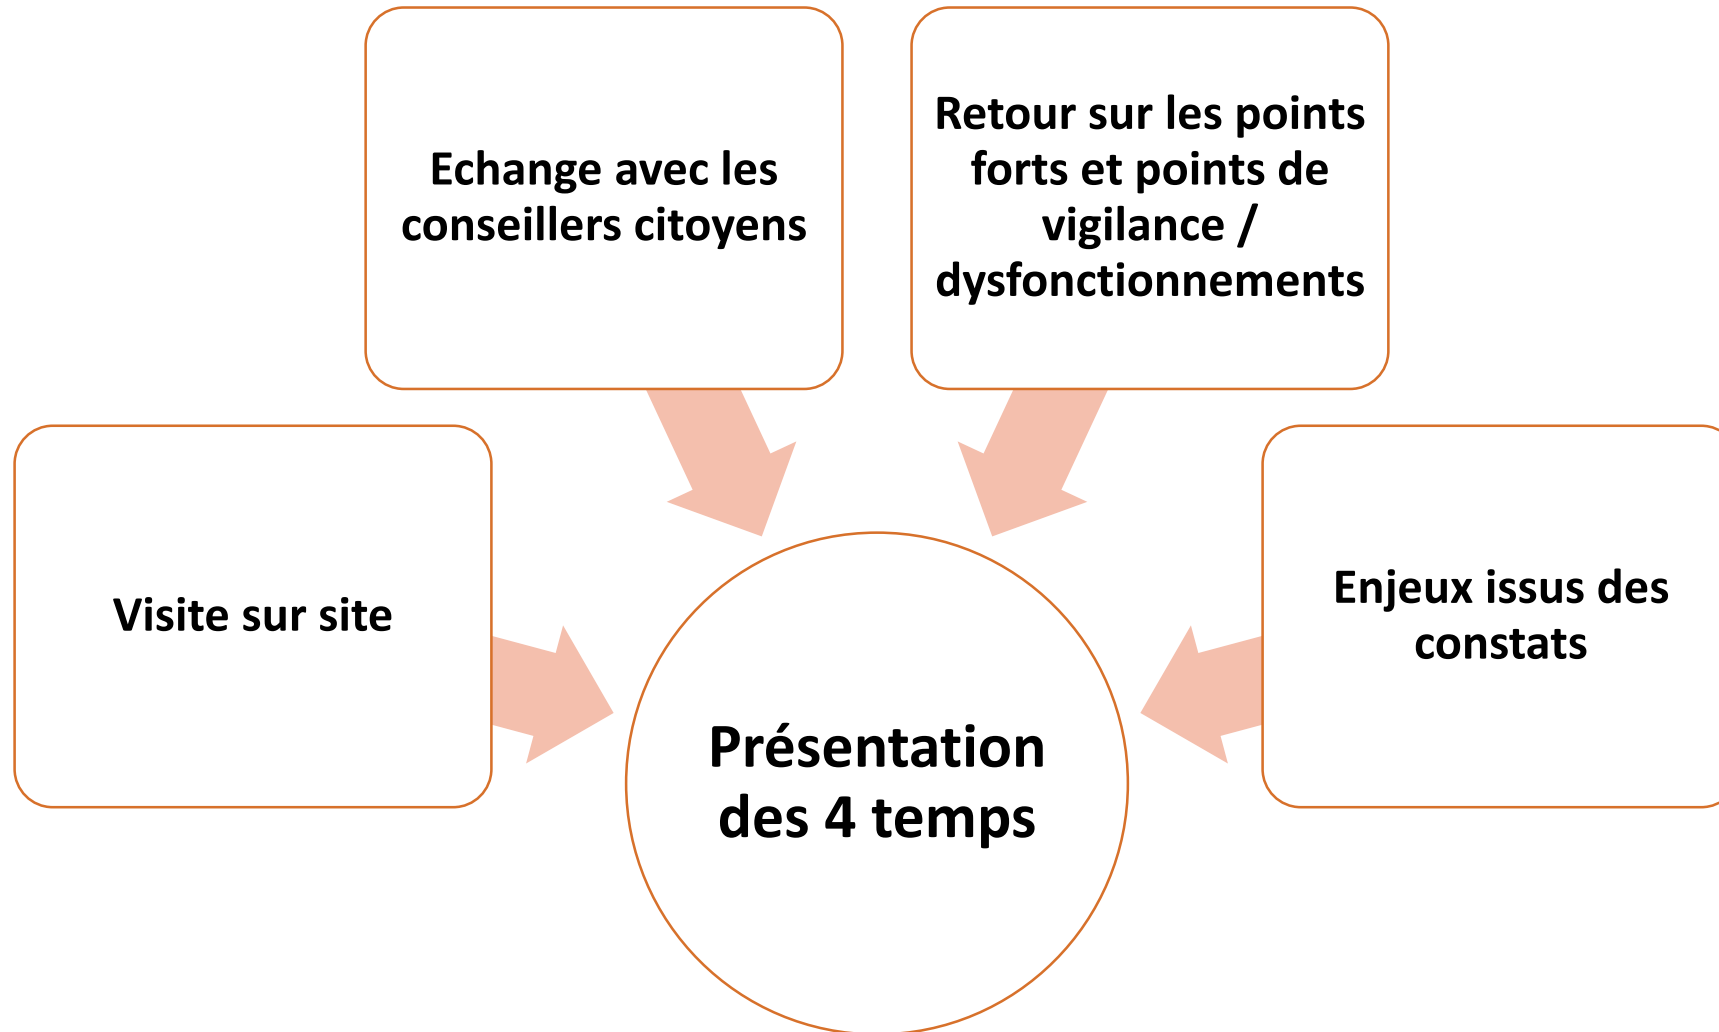 Echange avec les
conseillers citoyens
Retour sur les points
forts et points de
vigilance /
dysfonctionnements
Visite sur site
Enjeux issus des
constats
Présentation
des 4 temps